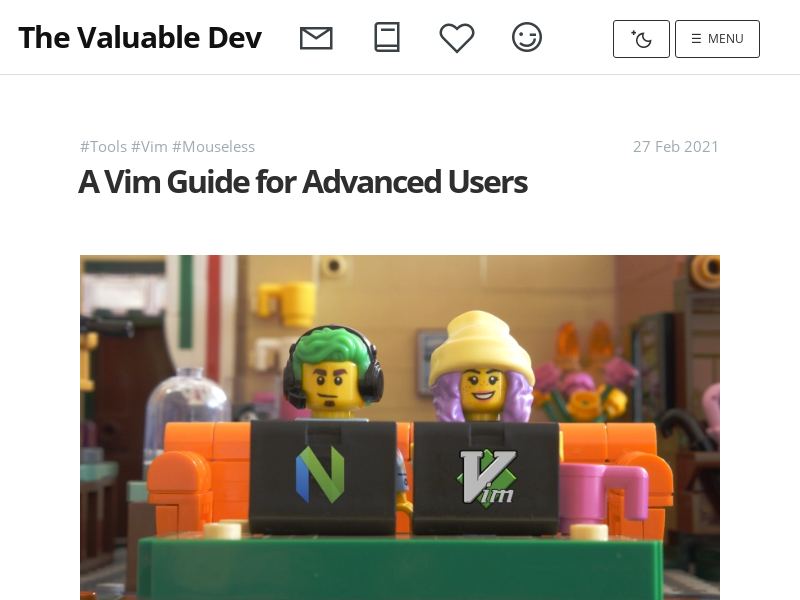 The Valuable Dev
☰ MENU
#Tools #Vim #Mouseless
27 Feb 2021
A Vim Guide for Advanced Users
N
Vim